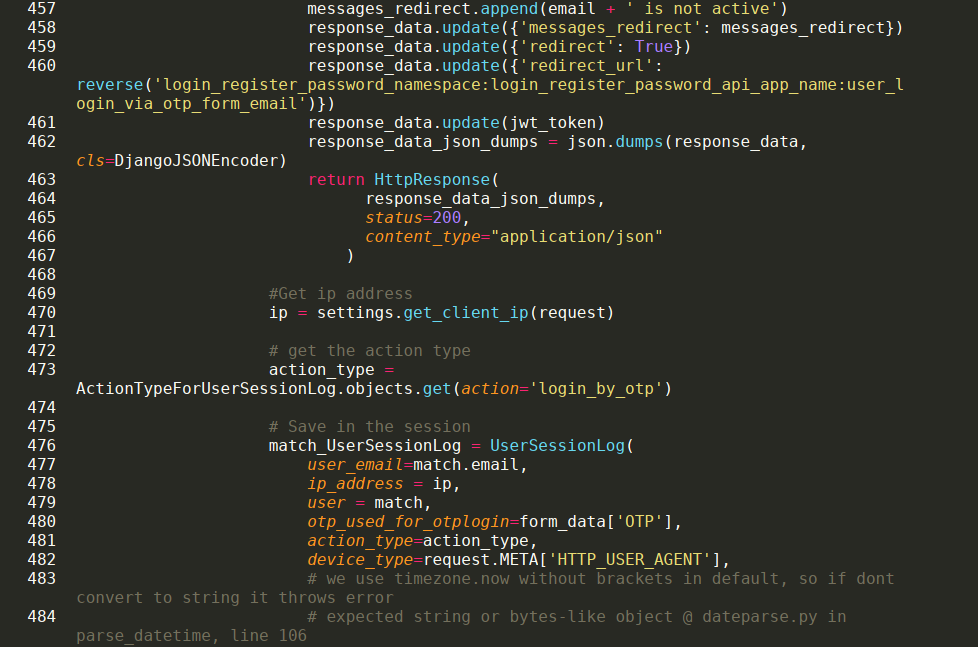 457 messages_redirect.append(email + ' is not active')
458 response_data.update({'messages_redirect': messages_redirect})
459 response_data.update({'redirect': True})
460 response_data.update({'redirect_url':
reverse('login_register_password_namespace:login_register_password_api_app_name:user_l
ogin_via_otp_form_email')})
461 response_data.update(jwt_token)
462 response_data_json_dumps = json.dumps(response_data,
cls=DjangoJSONEncoder)
463 return HttpResponse(
464 response_data_json_dumps,
465 status=200,
466 content_type="application/json"
467 )
468
469 #Get ip address
470 ip = settings.get_client_ip(request)
471
472 # get the action type
473 action_type =
ActionTypeForUserSessionLog.objects.get(action='login_by_otp')
474
475 # Save in the session
476 match_UserSessionLog = UserSessionLog(
477 user_email=match.email,
478 ip_address = ip,
479 user = match,
480 otp_used_for_otplogin=form_data['OTP'],
481 action_type=action_type,
482 device_type=request.META['HTTP_USER_AGENT'],
483 # we use timezone.now without brackets in default, so if dont
convert to string it throws error
484 # expected string or bytes-like object @ dateparse.py in
parse_datetime, line 106